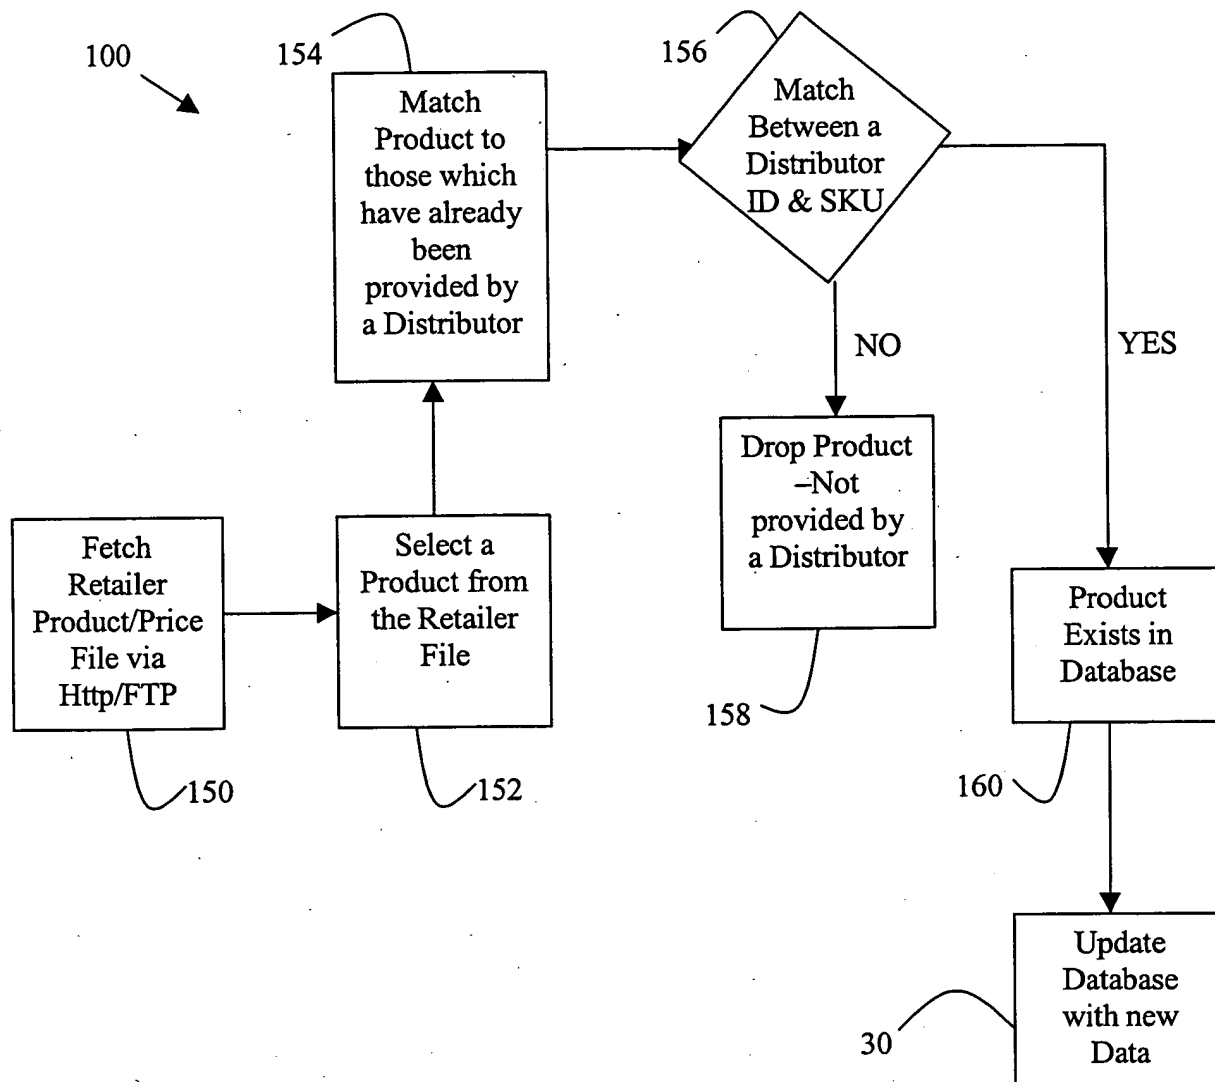 100
154
Match
Product to
those which
have already
been
provided by
a Distributor
156
Match
Between a
Distributor
ID & SKU
NO
YES
Drop Product
–Not
provided by
a Distributor
158
Fetch
Retailer
Product/Price
File via
Http/FTP
150
Select a
Product from
the Retailer
File
152
Product
Exists in
Database
160
Update
Database
with new
Data
30